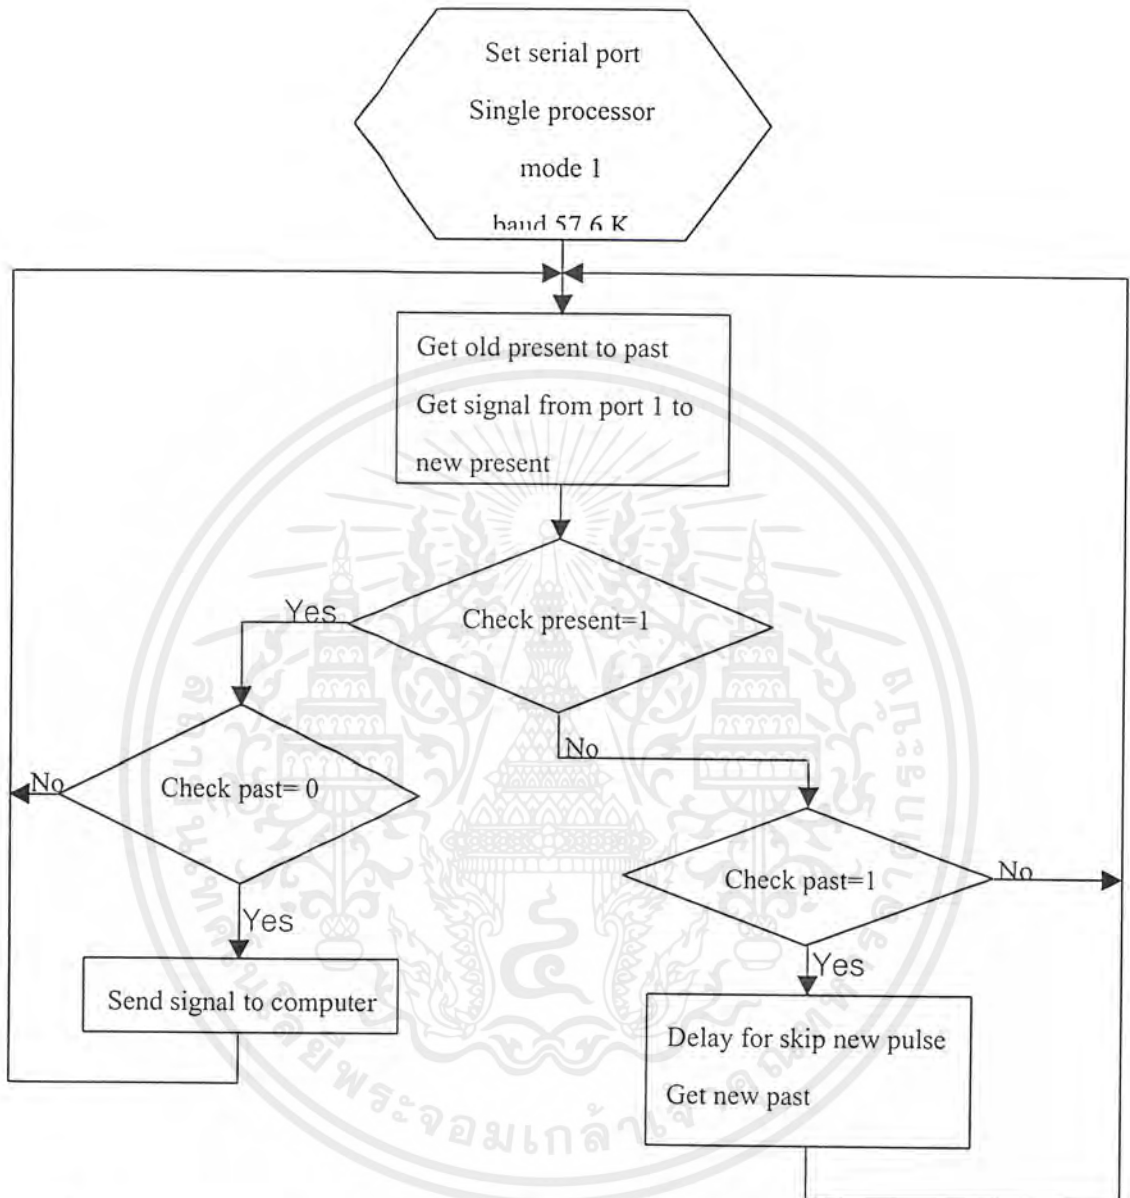 Set serial port
Single processor
mode 1
baud 57.6 K
Get old present to past
Get signal from port 1 to
new present
Check present=1
Yes
No
Check past= 0
No
Yes
Send signal to computer
Check past=1
No
Yes
Delay for skip new pulse
Get new past